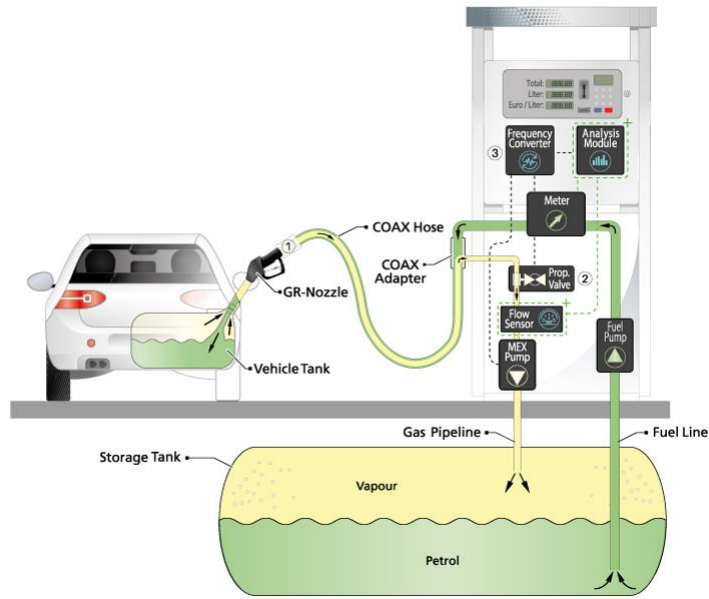 Total:
Liter:
Euro / Liter:
③
Frequency
Converter
Analysis
Module
Meter
①
COAX Hose
COAX
Adapter
GR-Nozzle
Prop.
Valve
②
Flow
Sensor
Fuel
Pump
MEX
Pump
Vehicle Tank
Gas Pipeline
Fuel Line
Storage Tank
Vapour
Petrol